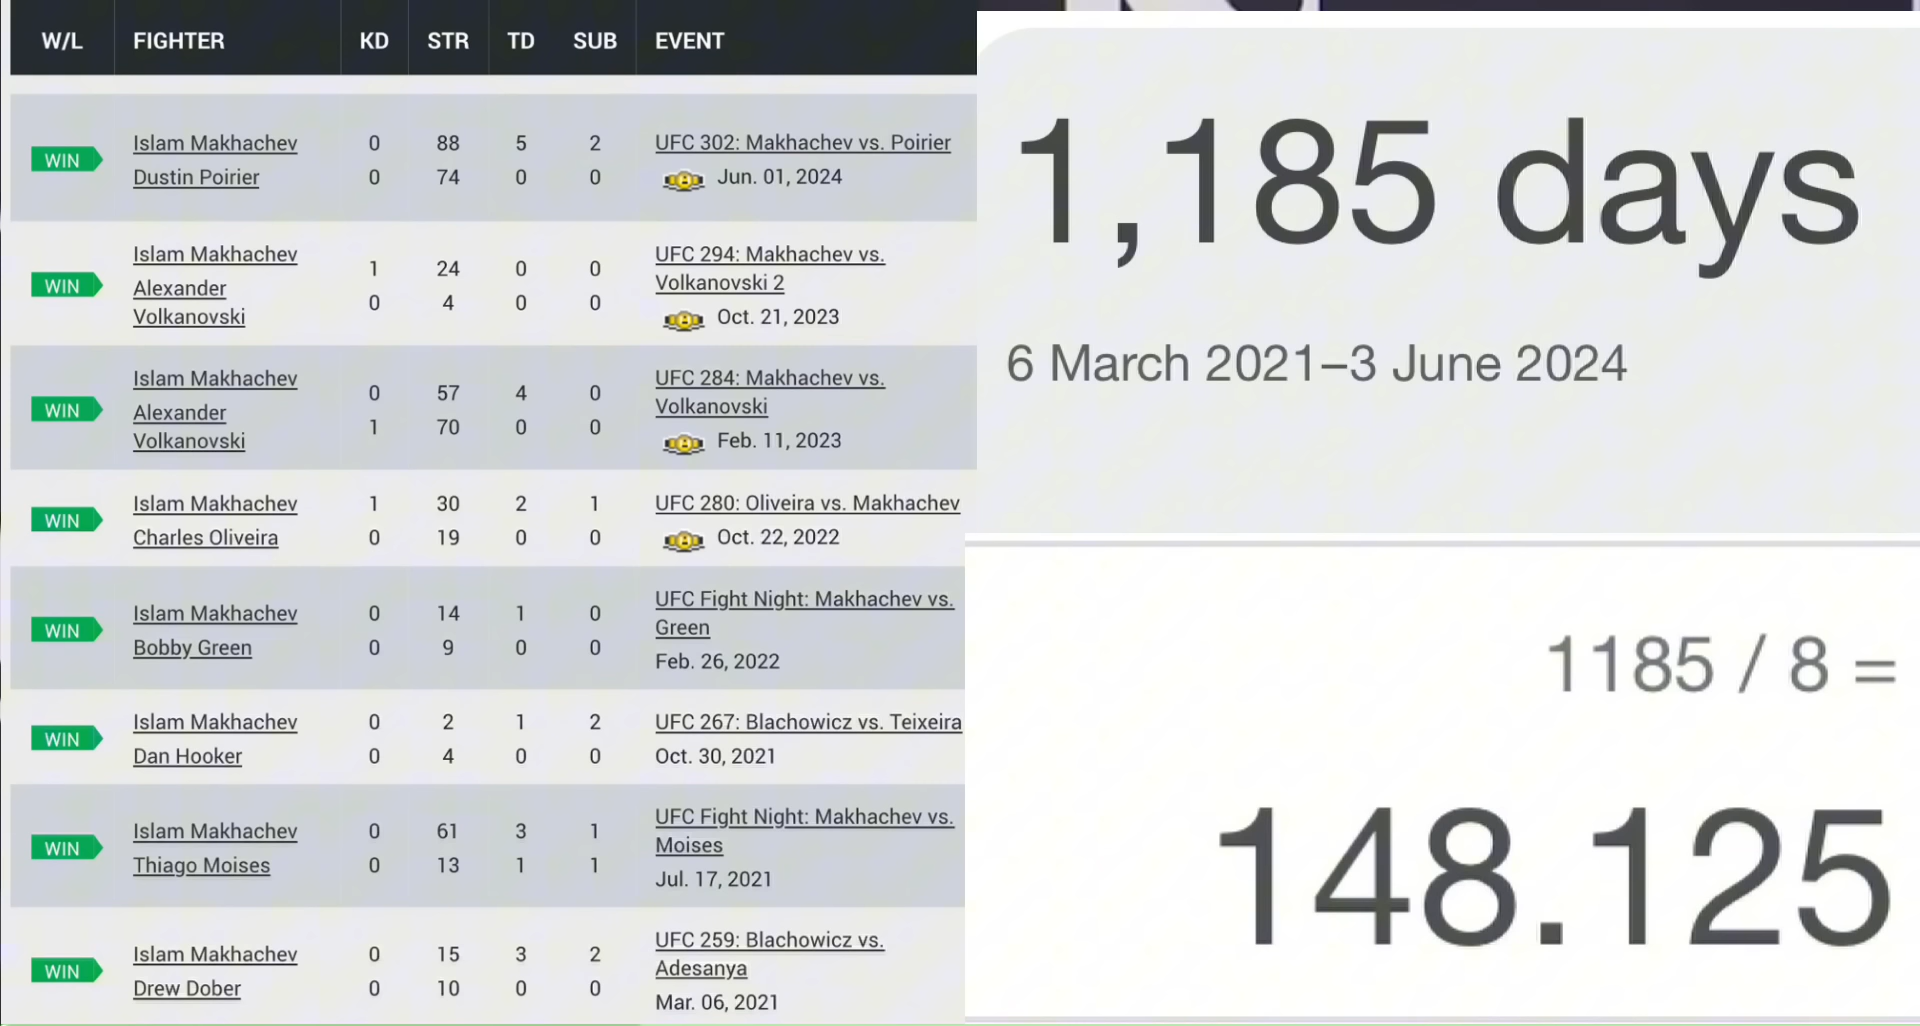 W/L FIGHTER KD STR TD SUB EVENT
WIN
Islam Makhachev 0 88 5 2 UFC 302: Makhachev vs. Poirier
Dustin Poirier 0 74 0 0 Jun. 01, 2024
WIN
Islam Makhachev 1 24 0 0 UFC 294: Makhachev vs.
Alexander 0 4 0 0 Volkanovski 2
Volkanovski Oct. 21, 2023
WIN
Islam Makhachev 0 57 4 0 UFC 284: Makhachev vs.
Alexander 1 70 0 0 Volkanovski
Volkanovski Feb. 11, 2023
WIN
Islam Makhachev 1 30 2 1 UFC 280: Oliveira vs. Makhachev
Charles Oliveira 0 19 0 0 Oct. 22, 2022
WIN
Islam Makhachev 0 14 1 0 UFC Fight Night: Makhachev vs.
Bobby Green 0 9 0 0 Green
Feb. 26, 2022
WIN
Islam Makhachev 0 2 1 2 UFC 267: Blachowicz vs. Teixeira
Dan Hooker 0 4 0 0 Oct. 30, 2021
WIN
Islam Makhachev 0 61 3 1 UFC Fight Night: Makhachev vs.
Thiago Moises 0 13 1 1 Moises
Jul. 17, 2021
WIN
Islam Makhachev 0 15 3 2 UFC 259: Blachowicz vs.
Drew Dober 0 10 0 0 Adesanya
Mar. 06, 2021
1,185 days
6 March 2021–3 June 2024
1185 / 8 =
148.125